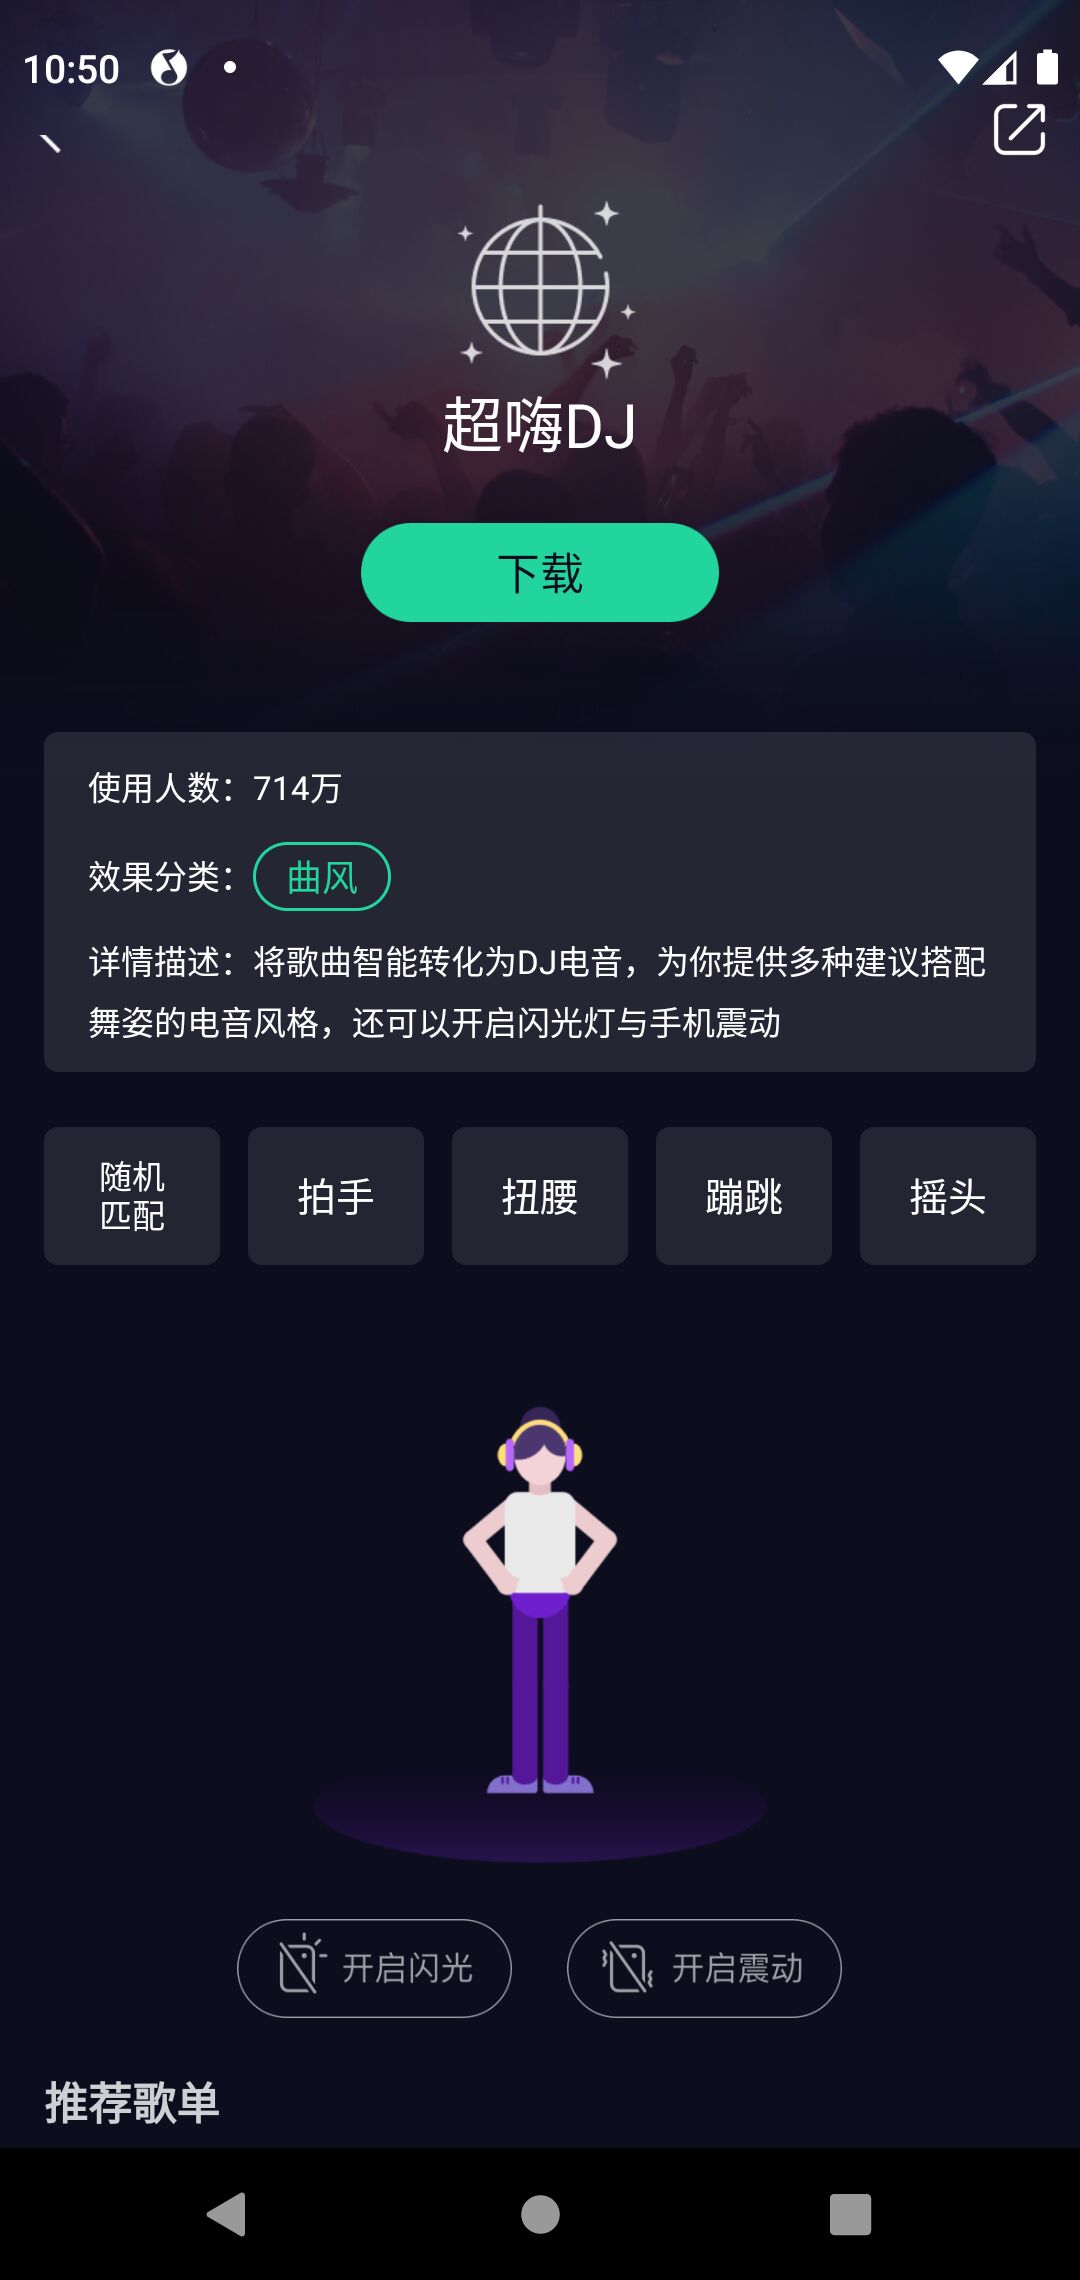 10:50
超嗨DJ
下载
使用人数：714万
效果分类：曲风
详情描述：将歌曲智能转化为DJ电音，为你提供多种建议搭配
舞姿的电音风格，还可以开启闪光灯与手机震动
随机
匹配
拍手
扭腰
蹦跳
摇头
开启闪光
开启震动
推荐歌单